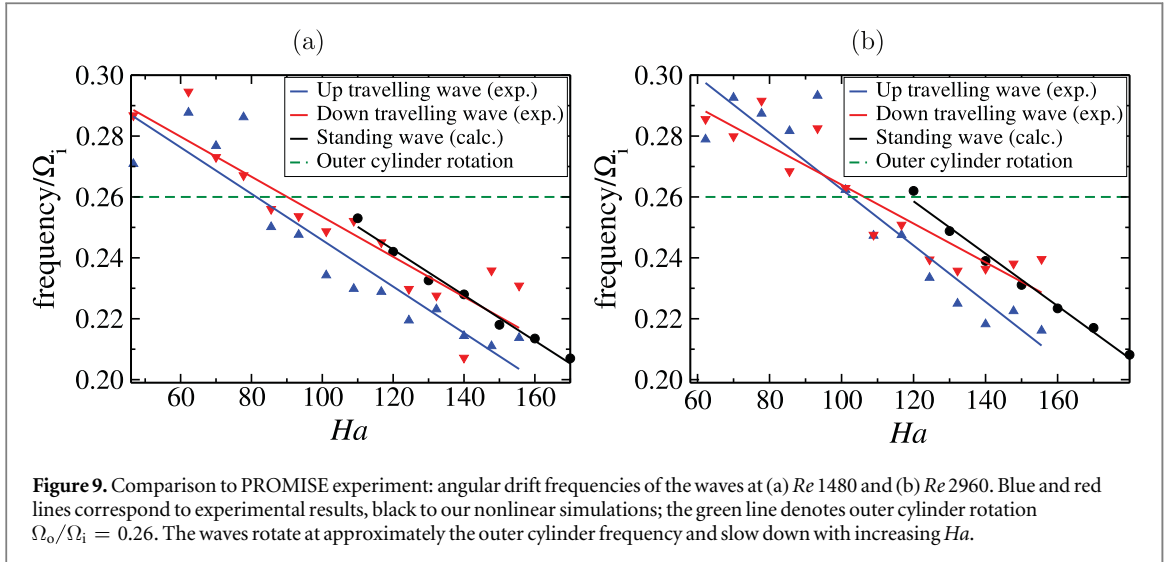 (a)
(b)
frequency/Ωi
0.30
0.28
0.26
0.24
0.22
0.20
Up travelling wave (exp.)
Down travelling wave (exp.)
Standing wave (calc.)
Outer cylinder rotation
60 80 100 120 140 160
Ha
frequency/Ωi
0.30
0.28
0.26
0.24
0.22
0.20
Up travelling wave (exp.)
Down travelling wave (exp.)
Standing wave (calc.)
Outer cylinder rotation
60 80 100 120 140 160
Ha
Figure 9. Comparison to PROMISE experiment: angular drift frequencies of the waves at (a) Re 1480 and (b) Re 2960. Blue and red
lines correspond to experimental results, black to our nonlinear simulations; the green line denotes outer cylinder rotation
Ωo/Ωi = 0.26. The waves rotate at approximately the outer cylinder frequency and slow down with increasing Ha.